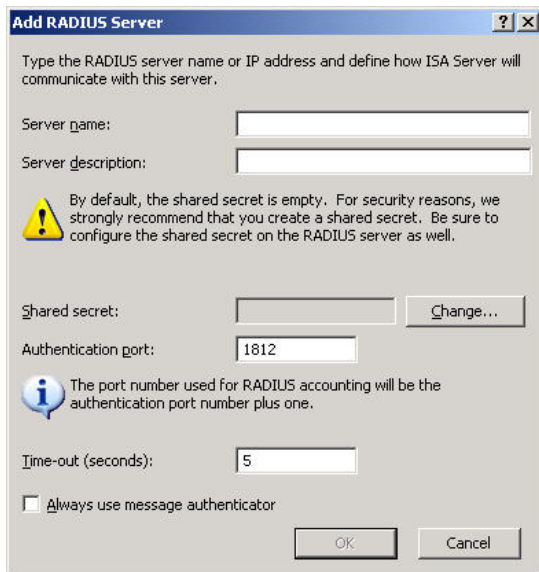 Add RADIUS Server
Type the RADIUS server name or IP address and define how ISA Server will
communicate with this server.
Server name:
Server description:
By default, the shared secret is empty. For security reasons, we
strongly recommend that you create a shared secret. Be sure to
configure the shared secret on the RADIUS server as well.
Shared secret:
Change...
Authentication port:
1812
The port number used for RADIUS accounting will be the
authentication port number plus one.
Time-out (seconds):
5
Always use message authenticator
OK
Cancel